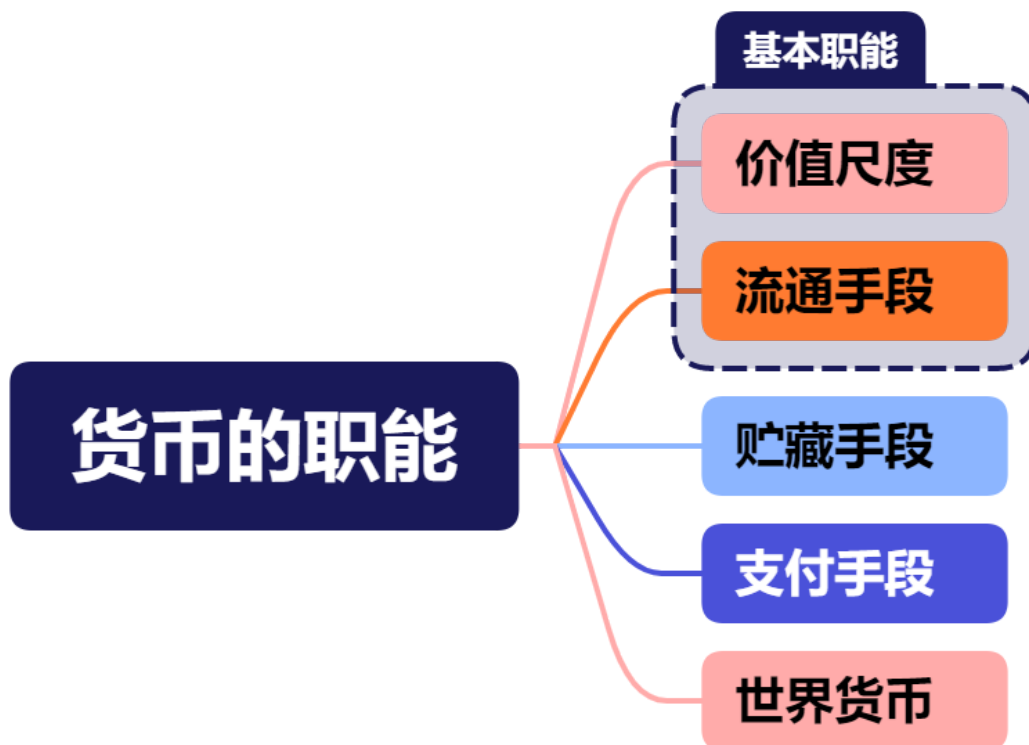 基本职能
价值尺度
流通手段
货币的职能
贮藏手段
支付手段
世界货币